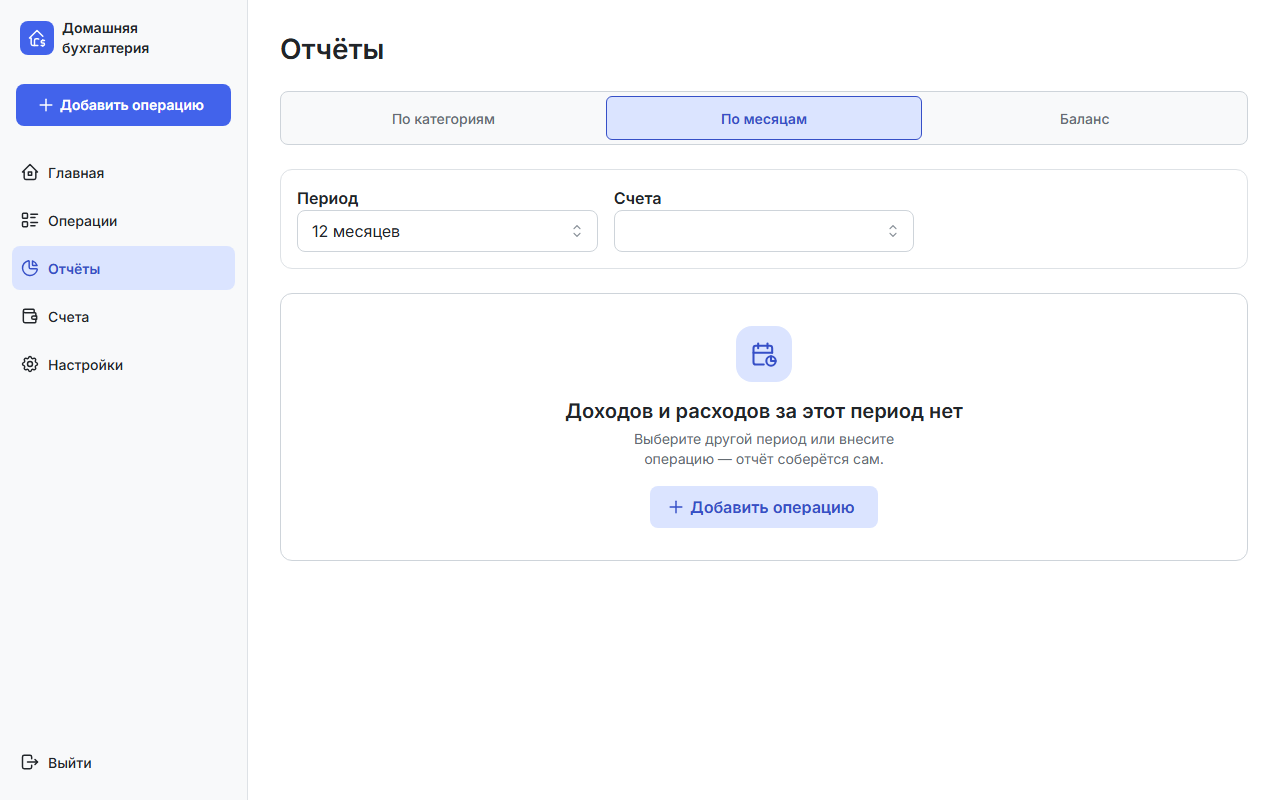 Домашняя
бухгалтерия
Добавить операцию
Главная
Операции
Отчёты
Счета
Настройки
Выйти
Отчёты
По категориям
По месяцам
Баланс
Период
Счета
12 месяцев
Доходов и расходов за этот период нет
Выберите другой период или внесите
операцию — отчёт соберётся сам.
Добавить операцию